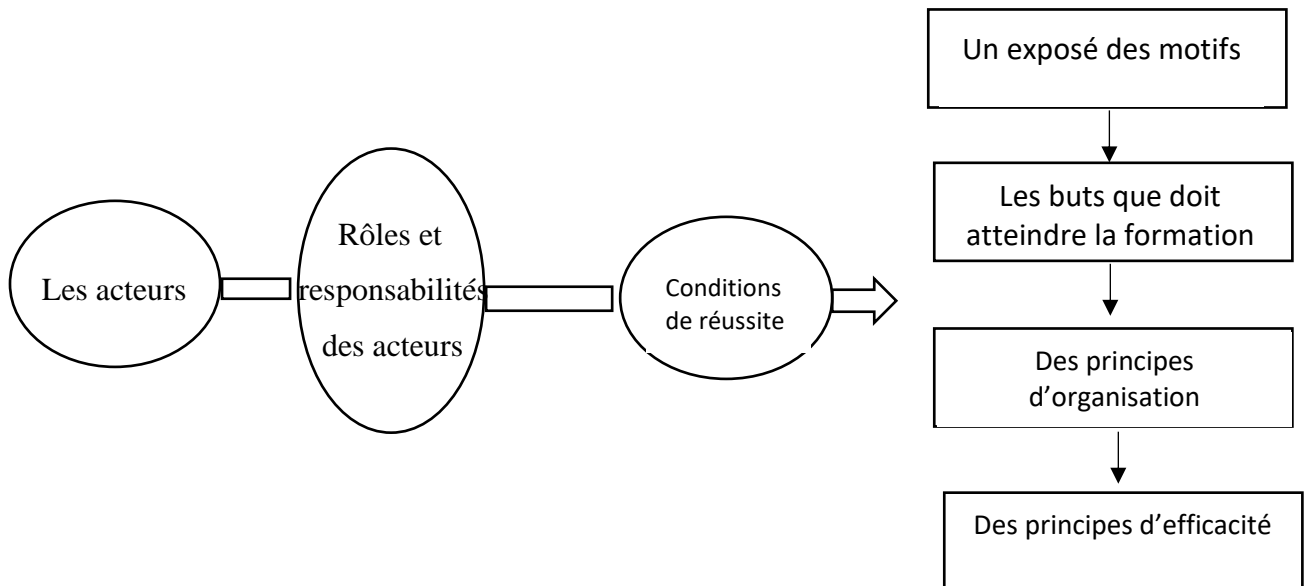 Les acteurs
Rôles et
responsabilités
des acteurs
Conditions
de réussite
Un exposé des motifs
Les buts que doit
atteindre la formation
Des principes
d’organisation
Des principes d’efficacité